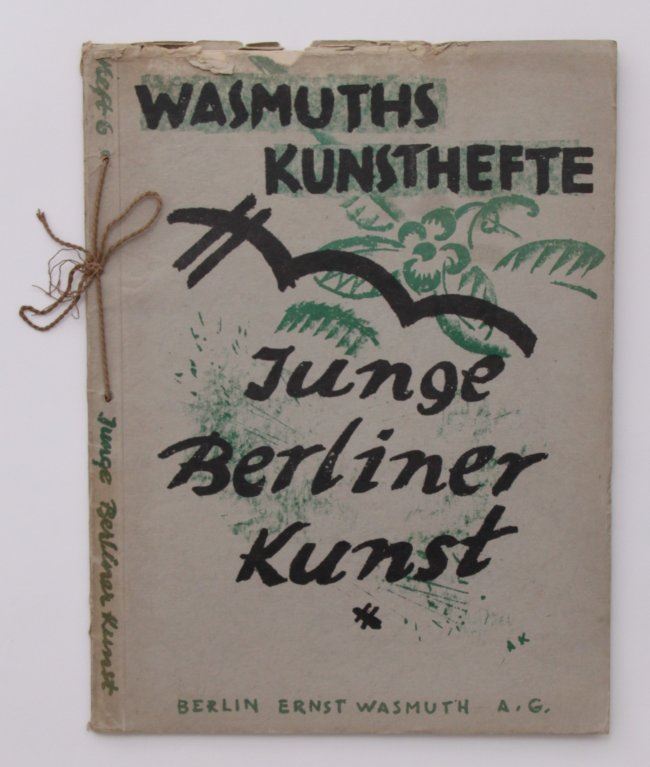 WASMUTHS
KUNSTHEFTE
Junge
Berliner
Kunst
AK
BERLIN ERNST WASMUTH A.G.
Heft 6
Junge Berliner Kunst